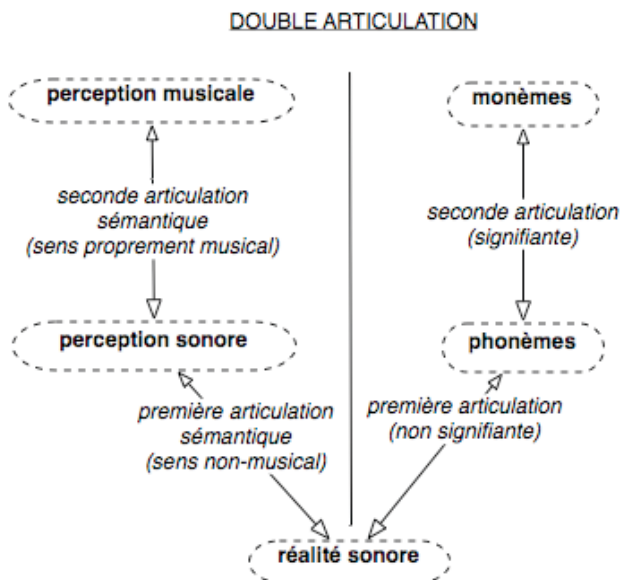 DOUBLE ARTICULATION
perception musicale
seconde articulation
sémantique
(sens proprement musical)
perception sonore
première articulation
sémantique
(sens non-musical)
monèmes
seconde articulation
(signifiante)
phonèmes
première articulation
(non signifiante)
réalité sonore